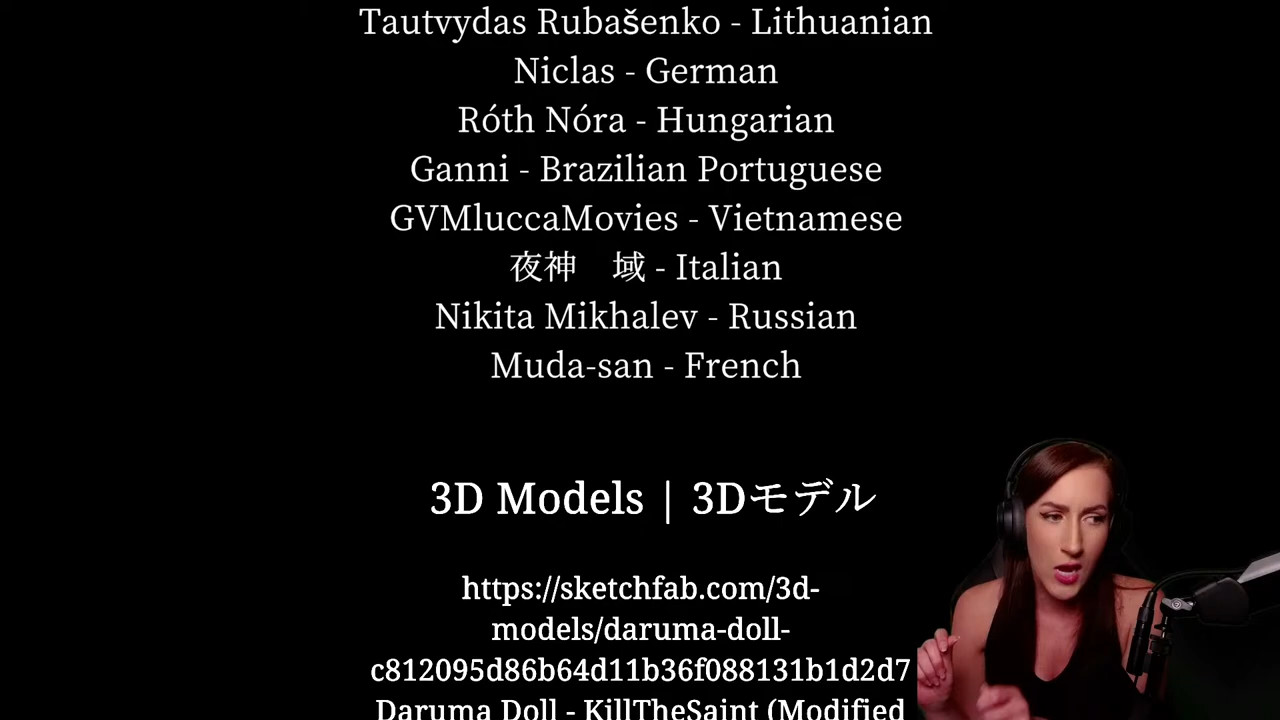 Tautvydas Rubašenko - Lithuanian
Niclas - German
Róth Nóra - Hungarian
Ganni - Brazilian Portuguese
GVMluccaMovies - Vietnamese
夜神　域 - Italian
Nikita Mikhalev - Russian
Muda-san - French
3D Models | 3Dモデル
https://sketchfab.com/3d-
models/daruma-doll-
c812095d86b64d11b36f088131b1d2d7
Daruma Doll - KillTheSaint (Modified